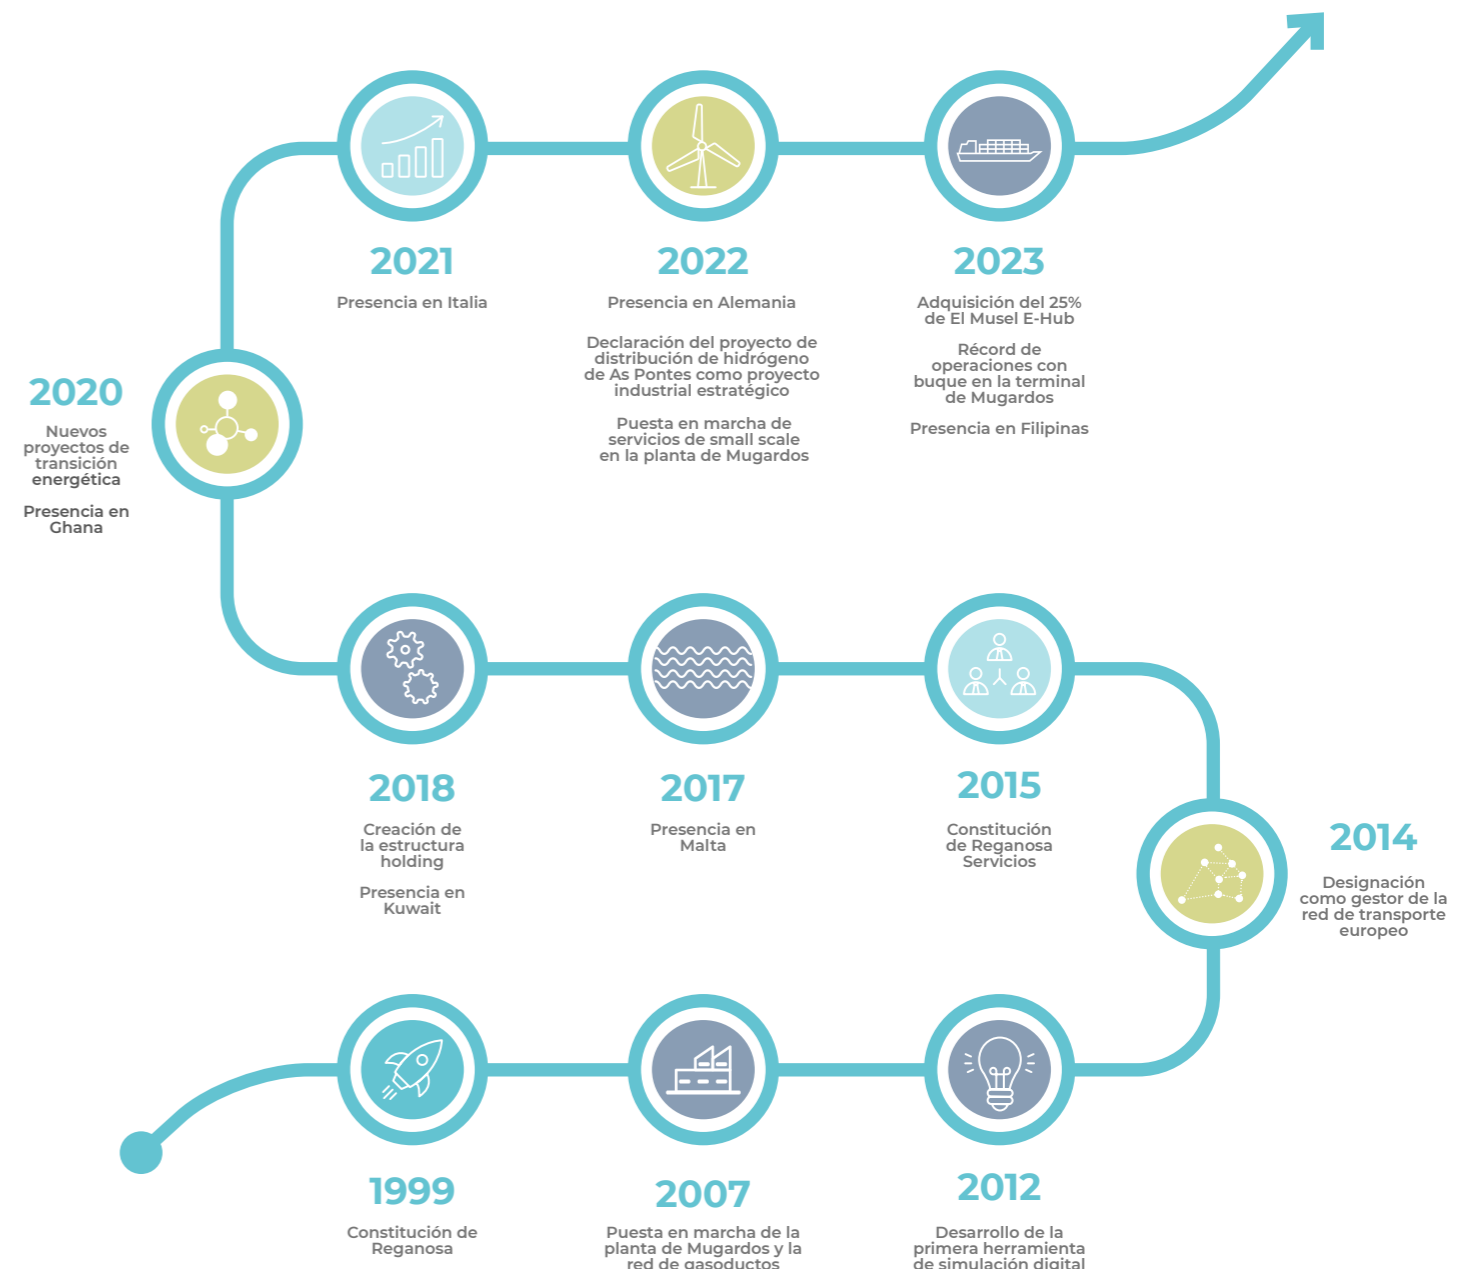 2021
Presencia en Italia
2022
Presencia en Alemania
Declaración del proyecto de
distribución de hidrógeno
de As Pontes como proyecto
industrial estratégico
Puesta en marcha de
servicios de small scale
en la planta de Mugardos
2023
Adquisición del 25%
de El Musel E-Hub
Récord de
operaciones con
buque en la terminal
de Mugardos
Presencia en Filipinas
2020
Nuevos
proyectos de
transición
energética
Presencia en
Ghana
2018
Creación de
la estructura
holding
Presencia en
Kuwait
2017
Presencia en
Malta
2015
Constitución
de Reganosa
Servicios
2014
Designación
como gestor de la
red de transporte
europeo
1999
Constitución de
Reganosa
2007
Puesta en marcha de la
planta de Mugardos y la
red de gasoductos
2012
Desarrollo de la
primera herramienta
de simulación digital